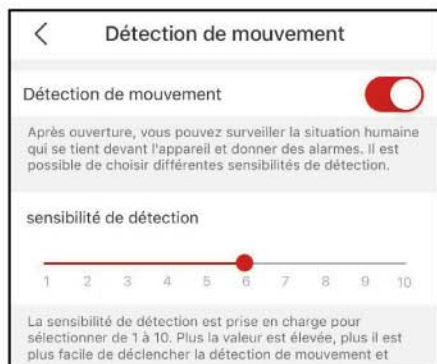 Détection de mouvement
Détection de mouvement
Après ouverture, vous pouvez surveiller la situation humaine
qui se tient devant l'appareil et donner des alarmes. Il est
possible de choisir différentes sensibilités de détection.
sensibilité de détection
1 2 3 4 5 6 7 8 9 10
La sensibilité de détection est prise en charge pour
sélectionner de 1 à 10. Plus la valeur est élevée, plus il est
plus facile de déclencher la détection de mouvement et